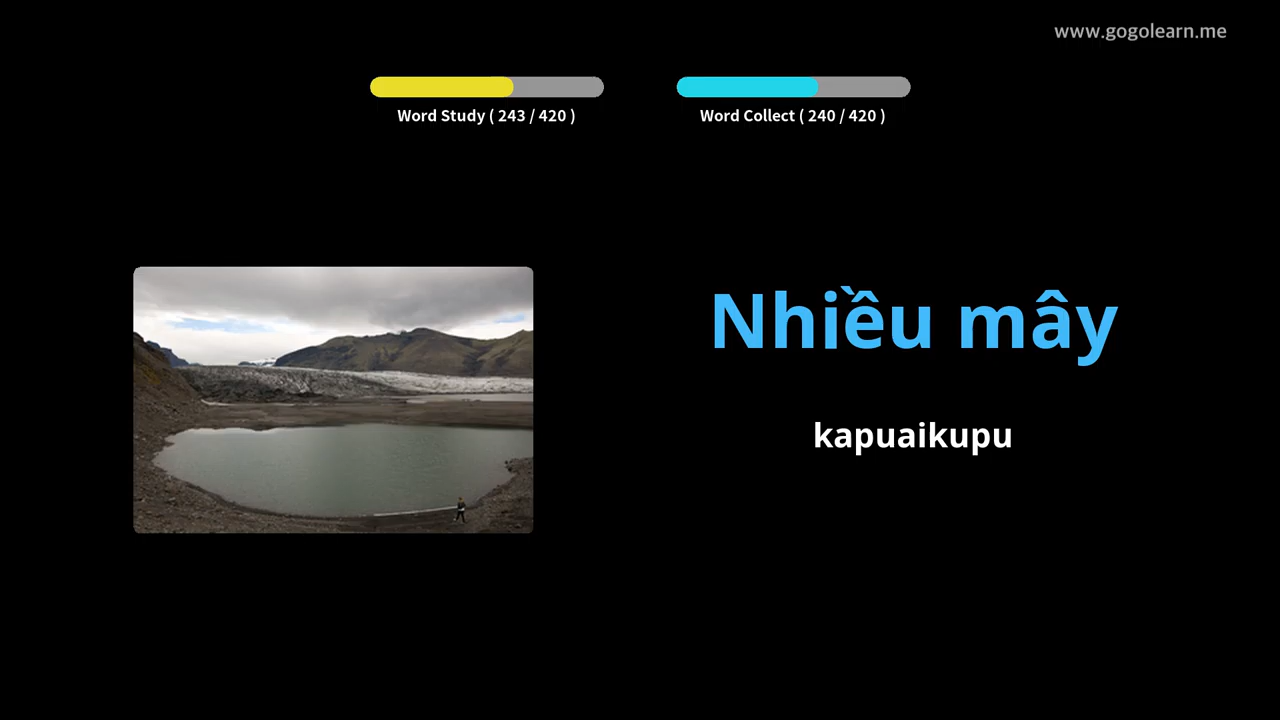 www.gogolearn.me
Word Study ( 243 / 420 )
Word Collect ( 240 / 420 )
Nhiều mây
kapuaikupu